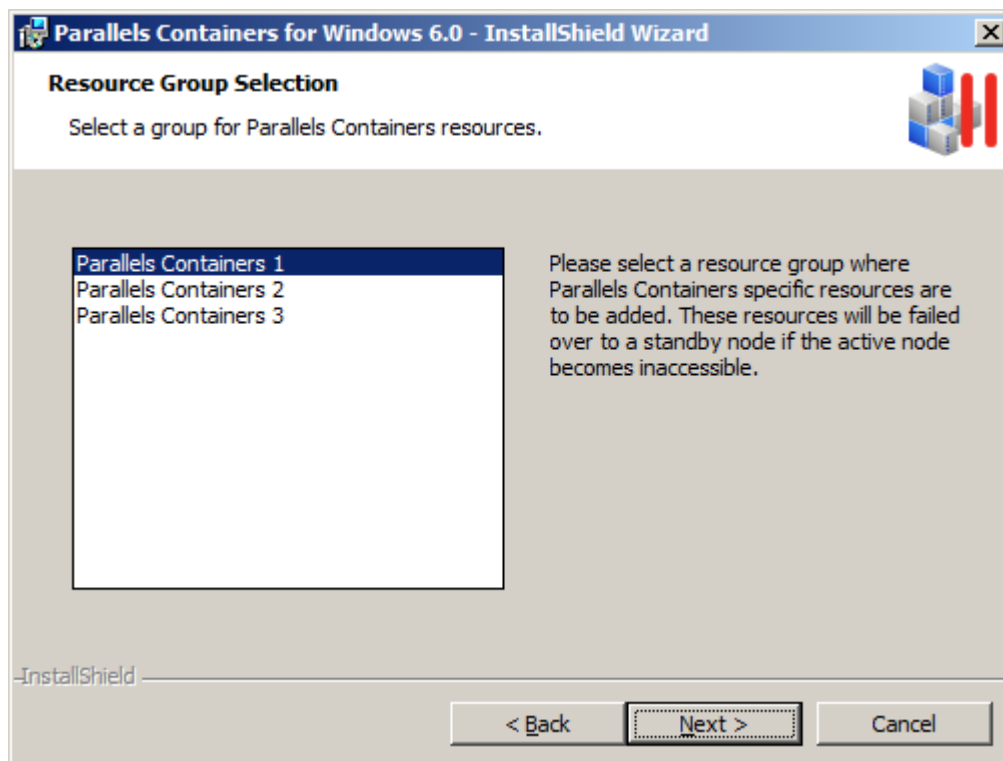 Parallels Containers for Windows 6.0 - InstallShield Wizard
Resource Group Selection
Select a group for Parallels Containers resources.
Parallels Containers 1
Parallels Containers 2
Parallels Containers 3
Please select a resource group where
Parallels Containers specific resources are
to be added. These resources will be failed
over to a standby node if the active node
becomes inaccessible.
InstallShield
< Back
Next >
Cancel